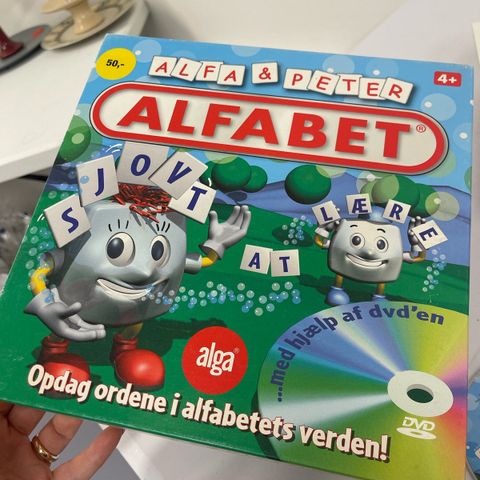 50,-
ALFA & PETER
4+
ALFABET®
SJOVT
AT
LÆRE
alga®
...med hjælp af dvd'en
DVD
Opdag ordene i alfabetets verden!